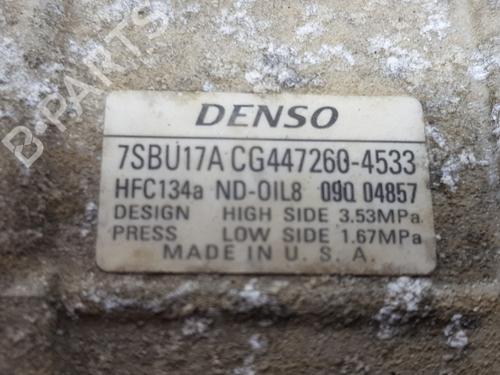 B-PARTS
DENSO
7SBU17A CG447260-4533
HFC134a ND-OIL8 09Q 04857
DESIGN HIGH SIDE 3.53MPa
PRESS LOW SIDE 1.67MPa
MADE IN U.S.A.